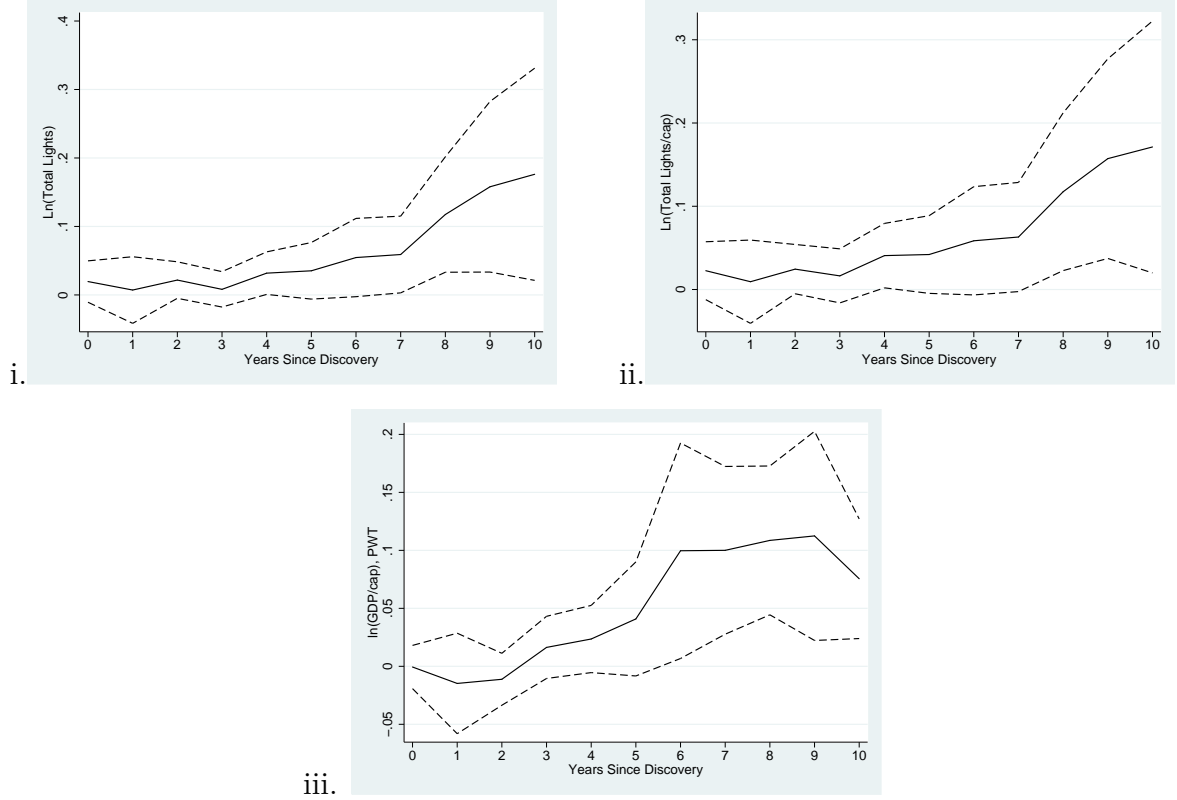 .4
.3
.2
.1
0
Ln(Total Lights)
0 1 2 3 4 5 6 7 8 9 10
Years Since Discovery
i.
.3
.2
.1
0
Ln(Total Lights/cap)
0 1 2 3 4 5 6 7 8 9 10
Years Since Discovery
ii.
.2
.15
.1
.05
0
-.05
ln(GDP/cap), PWT
0 1 2 3 4 5 6 7 8 9 10
Years Since Discovery
iii.